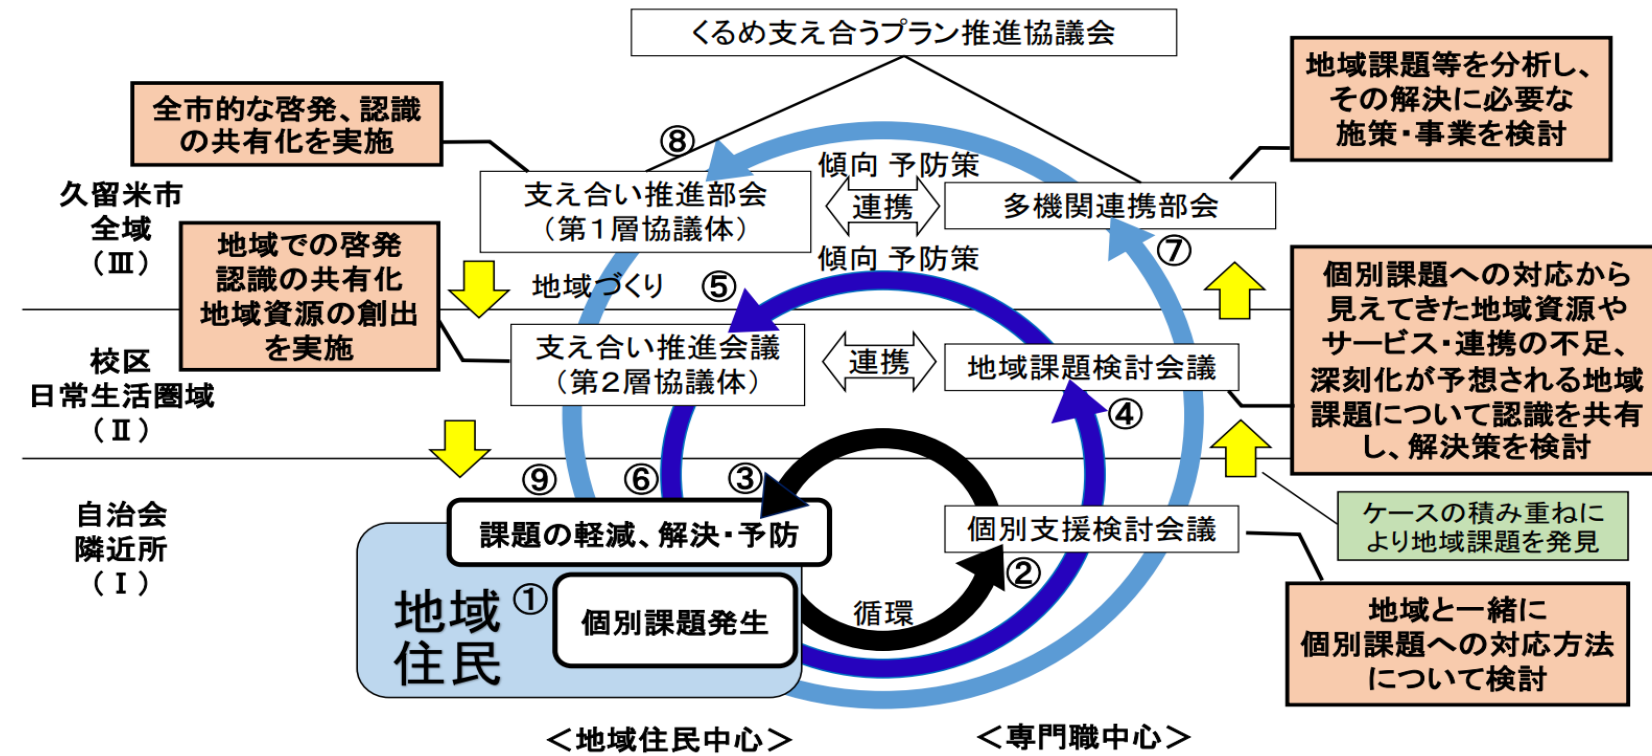 くるめ支え合うプラン推進協議会
全市的な啓発、認識
の共有化を実施
地域課題等を分析し、
その解決に必要な
施策・事業を検討
⑧
傾向 予防策
久留米市
全域
（Ⅲ）
支え合い推進部会
（第１層協議体）
連携
多機関連携部会
地域での啓発
認識の共有化
地域資源の創出
を実施
⑦
傾向 予防策
地域づくり
⑤
個別課題への対応から
見えてきた地域資源や
サービス・連携の不足、
深刻化が予想される地域
課題について認識を共有
し、解決策を検討
校区
日常生活圏域
（Ⅱ）
支え合い推進会議
（第２層協議体）
連携
地域課題検討会議
④
⑨
⑥
③
自治会
隣近所
（Ⅰ）
課題の軽減、解決・予防
個別支援検討会議
ケースの積み重ねに
より地域課題を発見
②
地域
住民
①
個別課題発生
循環
地域と一緒に
個別課題への対応方法
について検討
＜地域住民中心＞
＜専門職中心＞